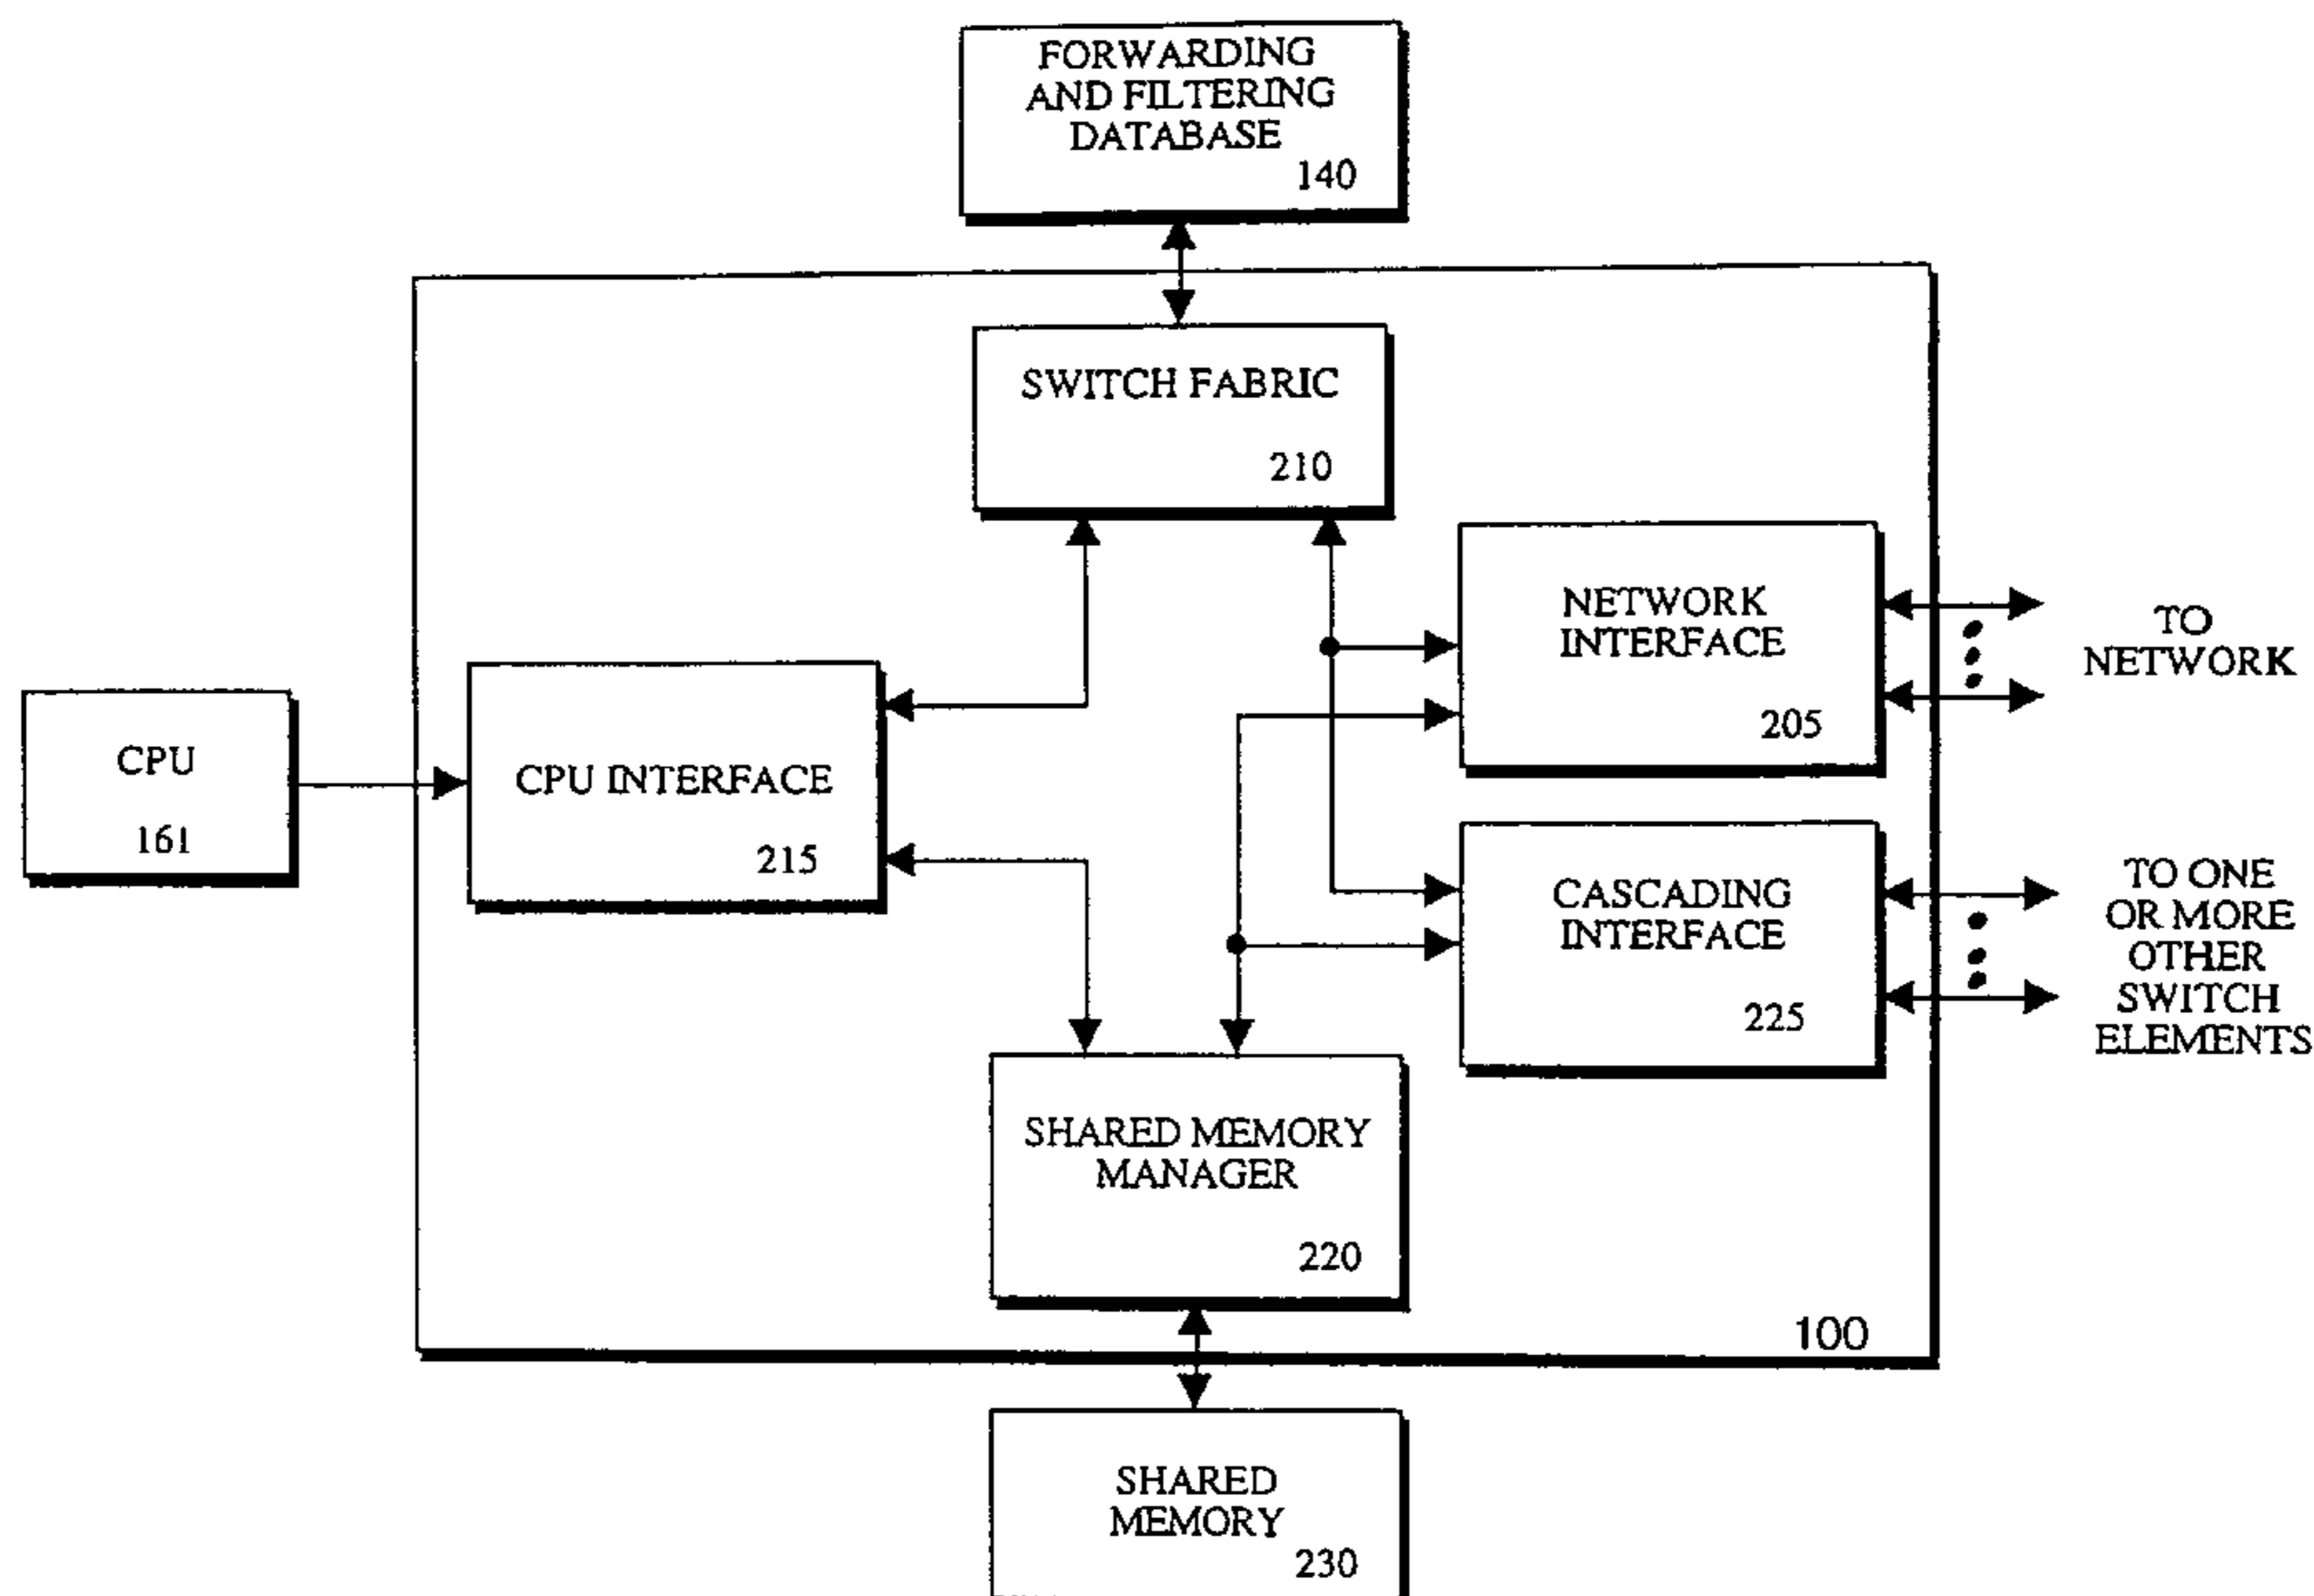 FORWARDING
AND FILTERING
DATABASE
140
SWITCH FABRIC
210
NETWORK
INTERFACE
205
TO
NETWORK
CPU
161
CPU INTERFACE
215
CASCADING
INTERFACE
225
TO ONE
OR MORE
OTHER
SWITCH
ELEMENTS
SHARED MEMORY
MANAGER
220
100
SHARED
MEMORY
230